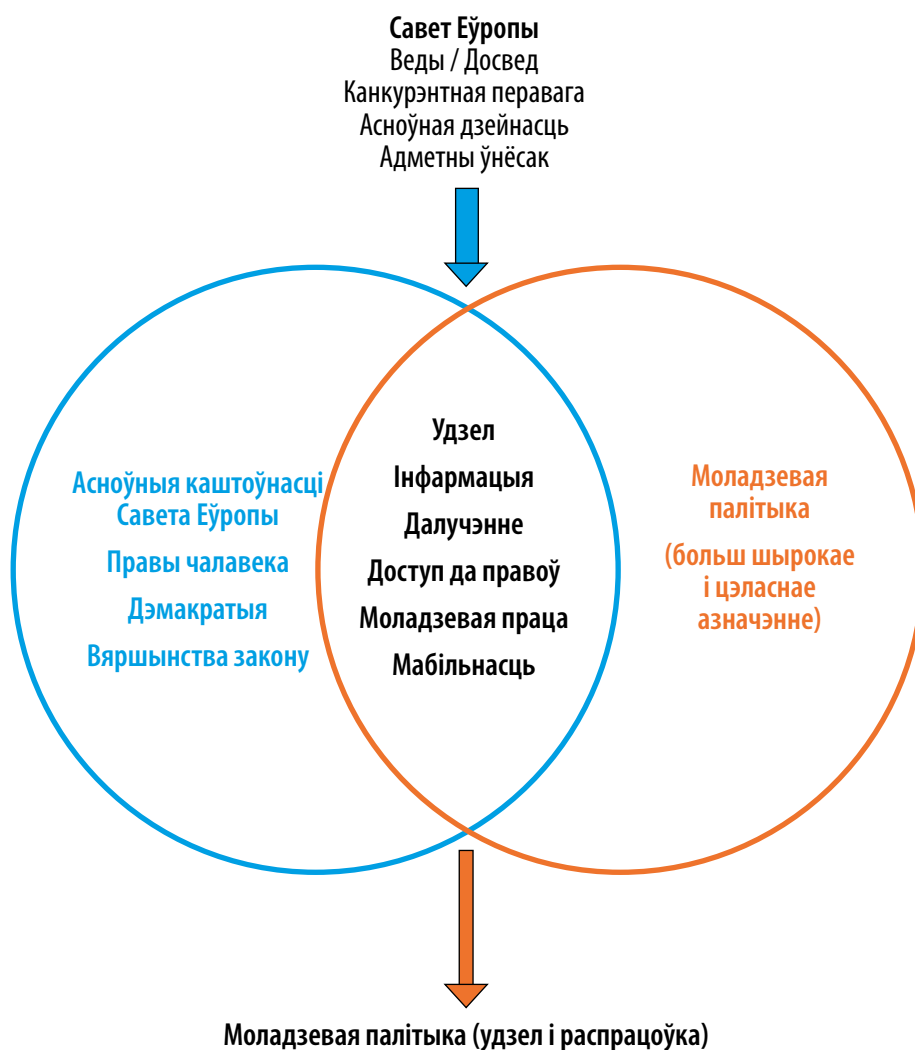 Савет Еўропы
Веды / Досвед
Канкурэнтная перавага
Асноўная дзейнасць
Адметны ўнёсак
Асноўныя каштоўнасці
Савета Еўропы
Правы чалавека
Дэмакратыя
Вяршынства закону
Удзел
Інфармацыя
Далучэнне
Доступ да правоў
Моладзевая праца
Мабільнасць
Моладзевая
палітыка
(больш шырокае
і цэласнае
азначэнне)
Моладзевая палітыка (удзел і распрацоўка)